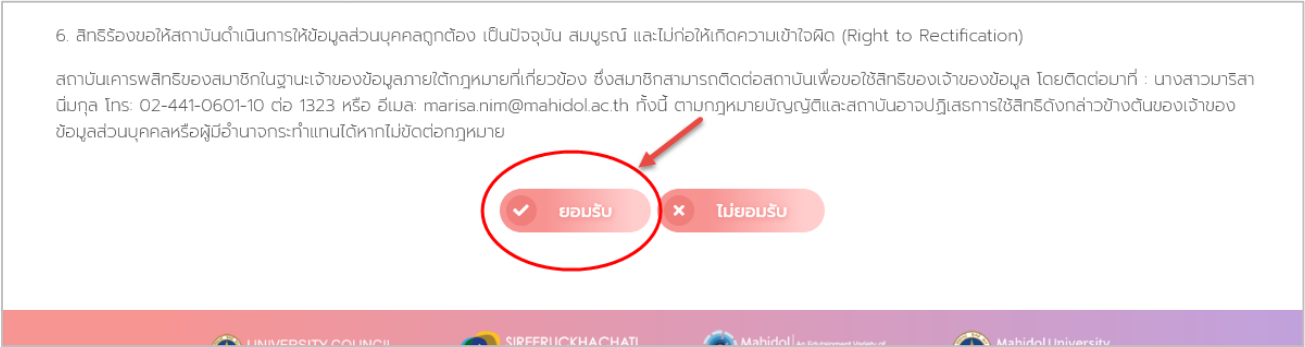 6. สิทธิร้องขอให้สถาบันดำเนินการให้ข้อมูลส่วนบุคคลถูกต้อง เป็นปัจจุบัน สมบูรณ์ และไม่ก่อให้เกิดความเข้าใจผิด (Right to Rectification)
สถาบันเคารพสิทธิของสมาชิกในฐานะเจ้าของข้อมูลภายใต้กฎหมายที่เกี่ยวข้อง ซึ่งสมาชิกสามารถติดต่อสถาบันเพื่อขอใช้สิทธิของเจ้าของข้อมูล โดยติดต่อมาที่ : นางสาวมาริสา
นิ่มกุล โทร: 02-441-0601-10 ต่อ 1323 หรือ อีเมล: marisa.nim@mahidol.ac.th ทั้งนี้ ตามกฎหมายบัญญัติและสถาบันอาจปฏิเสธการใช้สิทธิดังกล่าวข้างต้นของเจ้าของ
ข้อมูลส่วนบุคคลหรือผู้มีอำนาจกระทำแทนได้หากไม่ขัดต่อกฎหมาย
ยอมรับ ไม่ยอมรับ
UNIVERSITY COUNCIL SIREERUCKHACHATI Mahidol An Edutainment Variety of Mahidol University